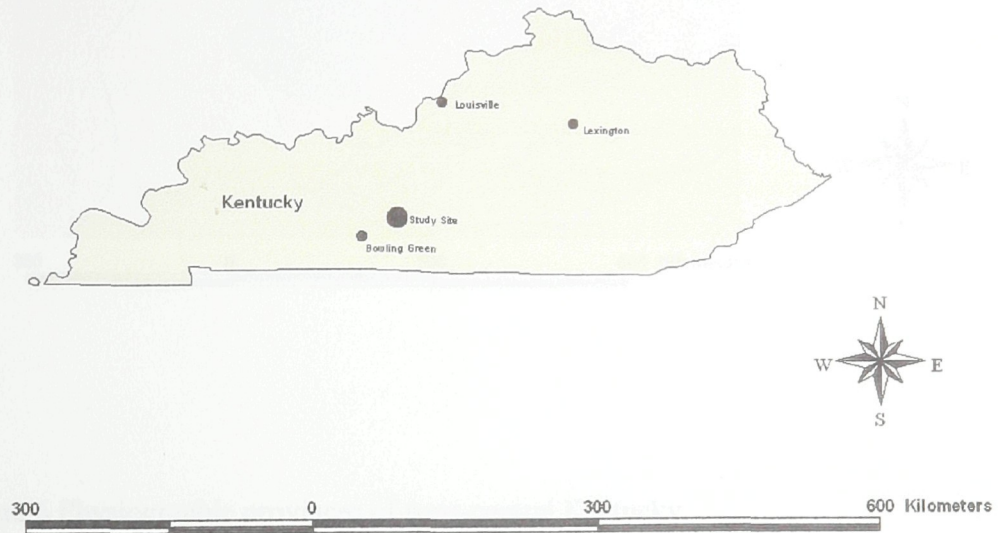 Louisville
Lexington
Kentucky
Study Site
Bowling Green
N
W E
S
300 0 300 600 Kilometers